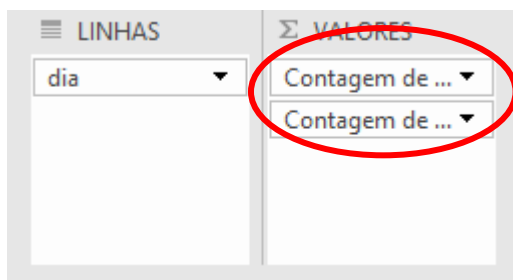 LINHAS
Σ VALORES
dia
Contagem de ...
Contagem de ...